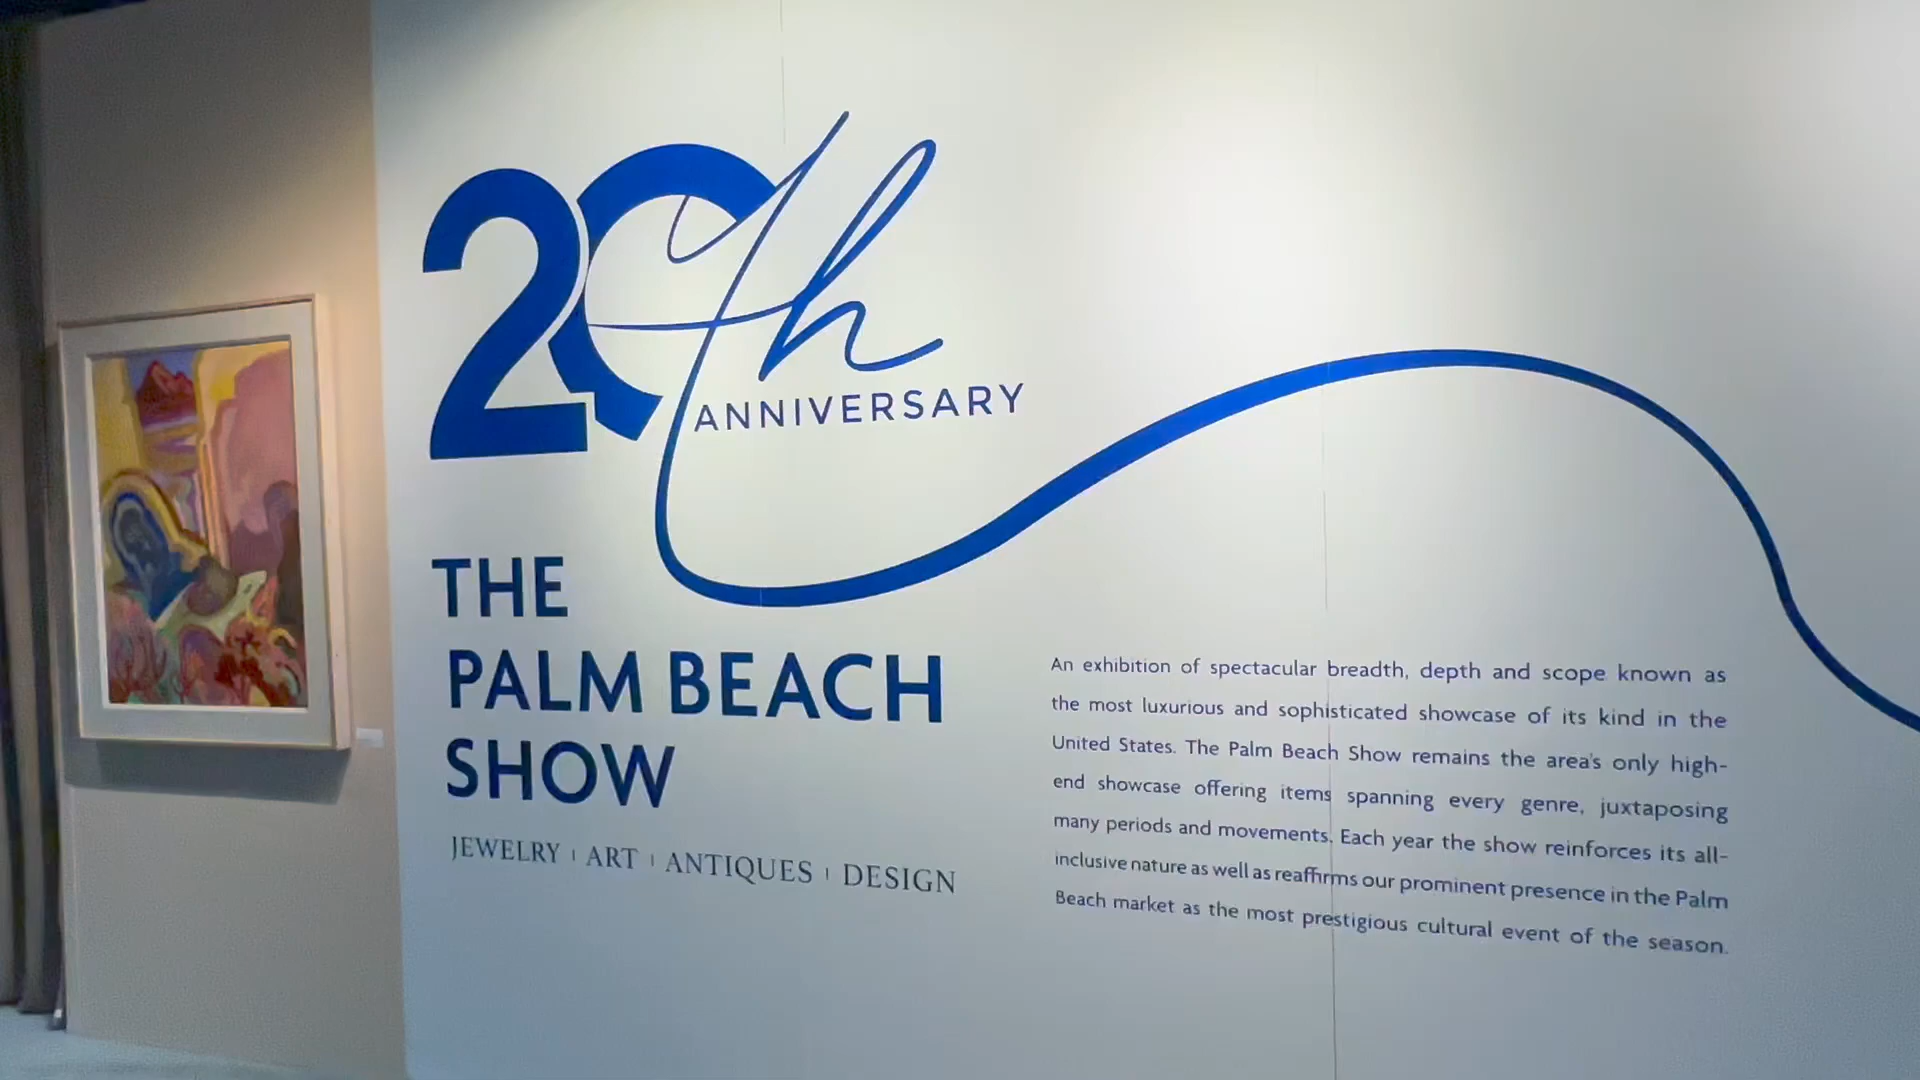 20th
ANNIVERSARY
THE
PALM BEACH
SHOW
JEWELRY | ART | ANTIQUES | DESIGN
An exhibition of spectacular breadth, depth and scope known as
the most luxurious and sophisticated showcase of its kind in the
United States. The Palm Beach Show remains the area's only high-
end showcase offering items spanning every genre, juxtaposing
many periods and movements. Each year the show reinforces its all-
inclusive nature as well as reaffirms our prominent presence in the Palm
Beach market as the most prestigious cultural event of the season.